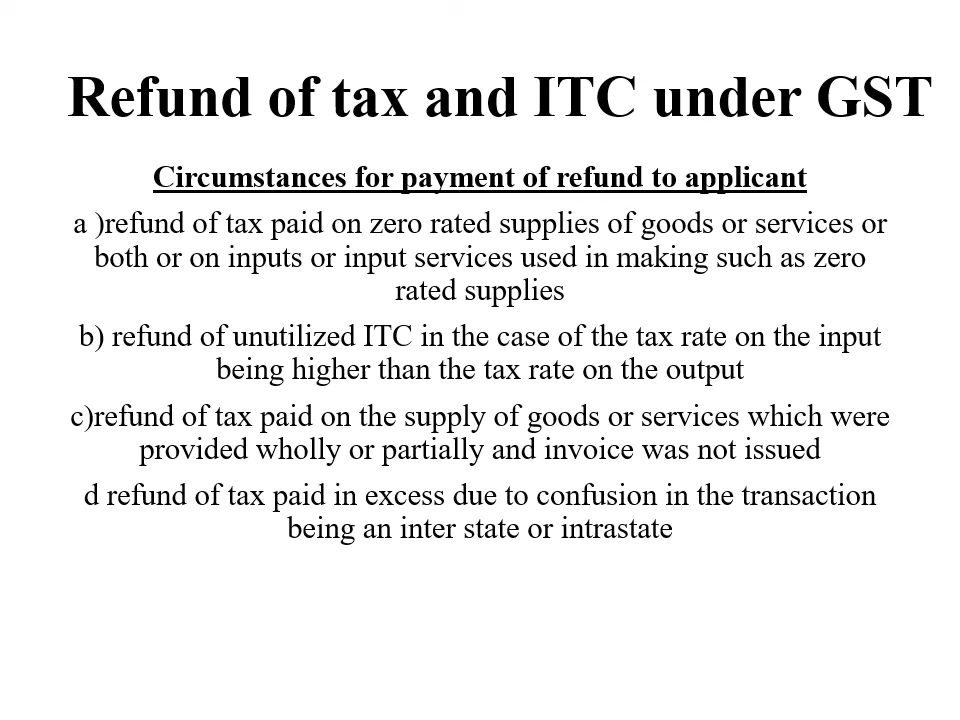 Refund of tax and ITC under GST
Circumstances for payment of refund to applicant
a )refund of tax paid on zero rated supplies of goods or services or
both or on inputs or input services used in making such as zero
rated supplies
b) refund of unutilized ITC in the case of the tax rate on the input
being higher than the tax rate on the output
c)refund of tax paid on the supply of goods or services which were
provided wholly or partially and invoice was not issued
d refund of tax paid in excess due to confusion in the transaction
being an inter state or intrastate